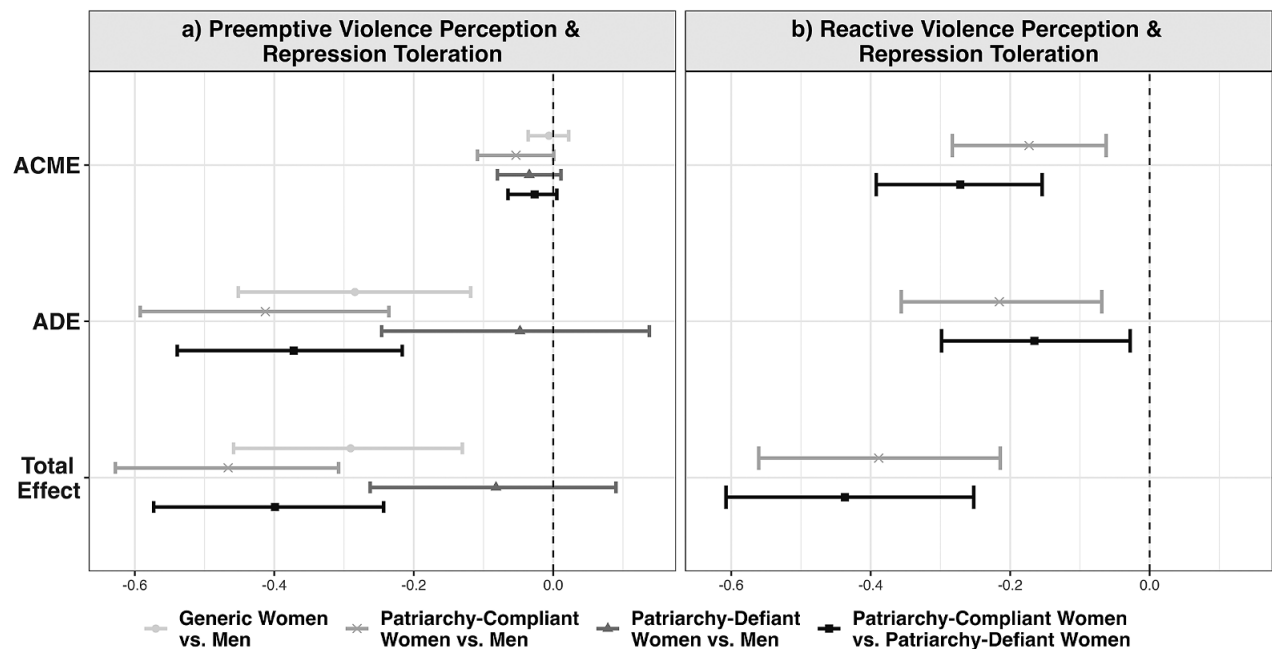 a) Preemptive Violence Perception &
Repression Toleration
b) Reactive Violence Perception &
Repression Toleration
ACME
ADE
Total
Effect
-0.6
-0.4
-0.2
0.0
-0.6
-0.4
-0.2
0.0
Generic Women
vs. Men
Patriarchy-Compliant
Women vs. Men
Patriarchy-Defiant
Women vs. Men
Patriarchy-Compliant Women
vs. Patriarchy-Defiant Women